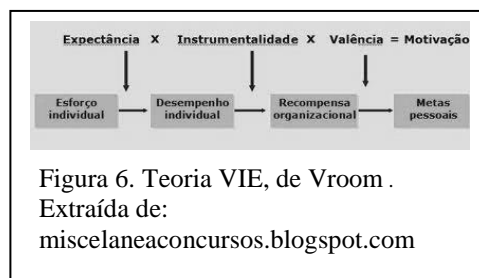 Expectância X Instrumentalidade X Valência = Motivação
Esforço individual
Desempenho individual
Recompensa organizacional
Metas pessoais
Figura 6. Teoria VIE, de Vroom .
Extraída de:
miscelaneaconcursos.blogspot.com